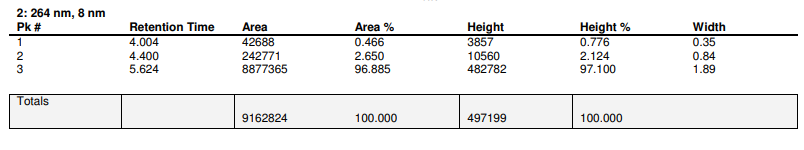 2: 264 nm, 8 nm
Pk # Retention Time Area Area % Height Height % Width
1 4.004 42688 0.466 3857 0.776 0.35
2 4.400 242771 2.650 10560 2.124 0.84
3 5.624 8877365 96.885 482782 97.100 1.89
Totals
9162824 100.000 497199 100.000